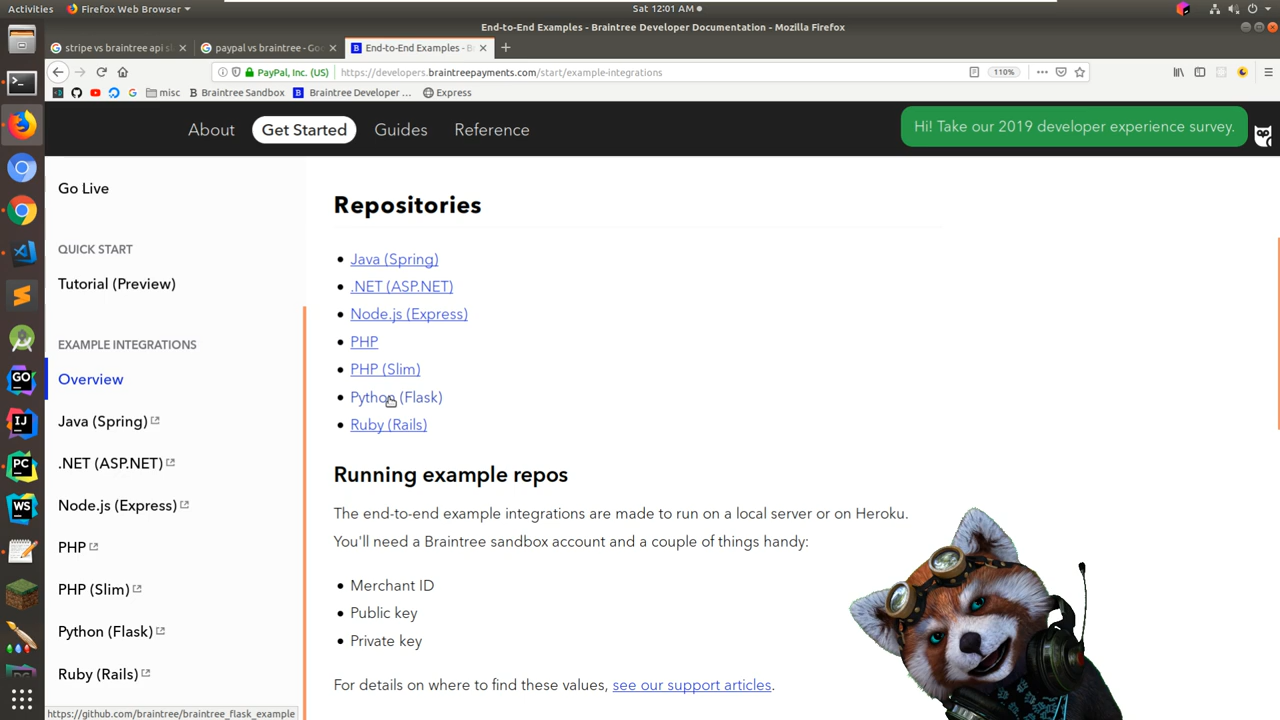 Activities
Firefox Web Browser
Sat 12:01 AM
End-to-End Examples - Braintree Developer Documentation - Mozilla Firefox
stripe vs braintree api sl
paypal vs braintree - Go
End-to-End Examples - B
PayPal, Inc. (US)
https://developers.braintreepayments.com/start/example-integrations
110%
misc
Braintree Sandbox
Braintree Developer ...
Express
About
Get Started
Guides
Reference
Hi! Take our 2019 developer experience survey.
Go Live
QUICK START
Tutorial (Preview)
EXAMPLE INTEGRATIONS
Overview
Java (Spring)
.NET (ASP.NET)
Node.js (Express)
PHP
PHP (Slim)
Python (Flask)
Ruby (Rails)
Repositories
Java (Spring)
.NET (ASP.NET)
Node.js (Express)
PHP
PHP (Slim)
Python (Flask)
Ruby (Rails)
Running example repos
The end-to-end example integrations are made to run on a local server or on Heroku.
You'll need a Braintree sandbox account and a couple of things handy:
Merchant ID
Public key
Private key
For details on where to find these values, see our support articles.
https://github.com/braintree/braintree_flask_example
GO
IJ
PC
WS